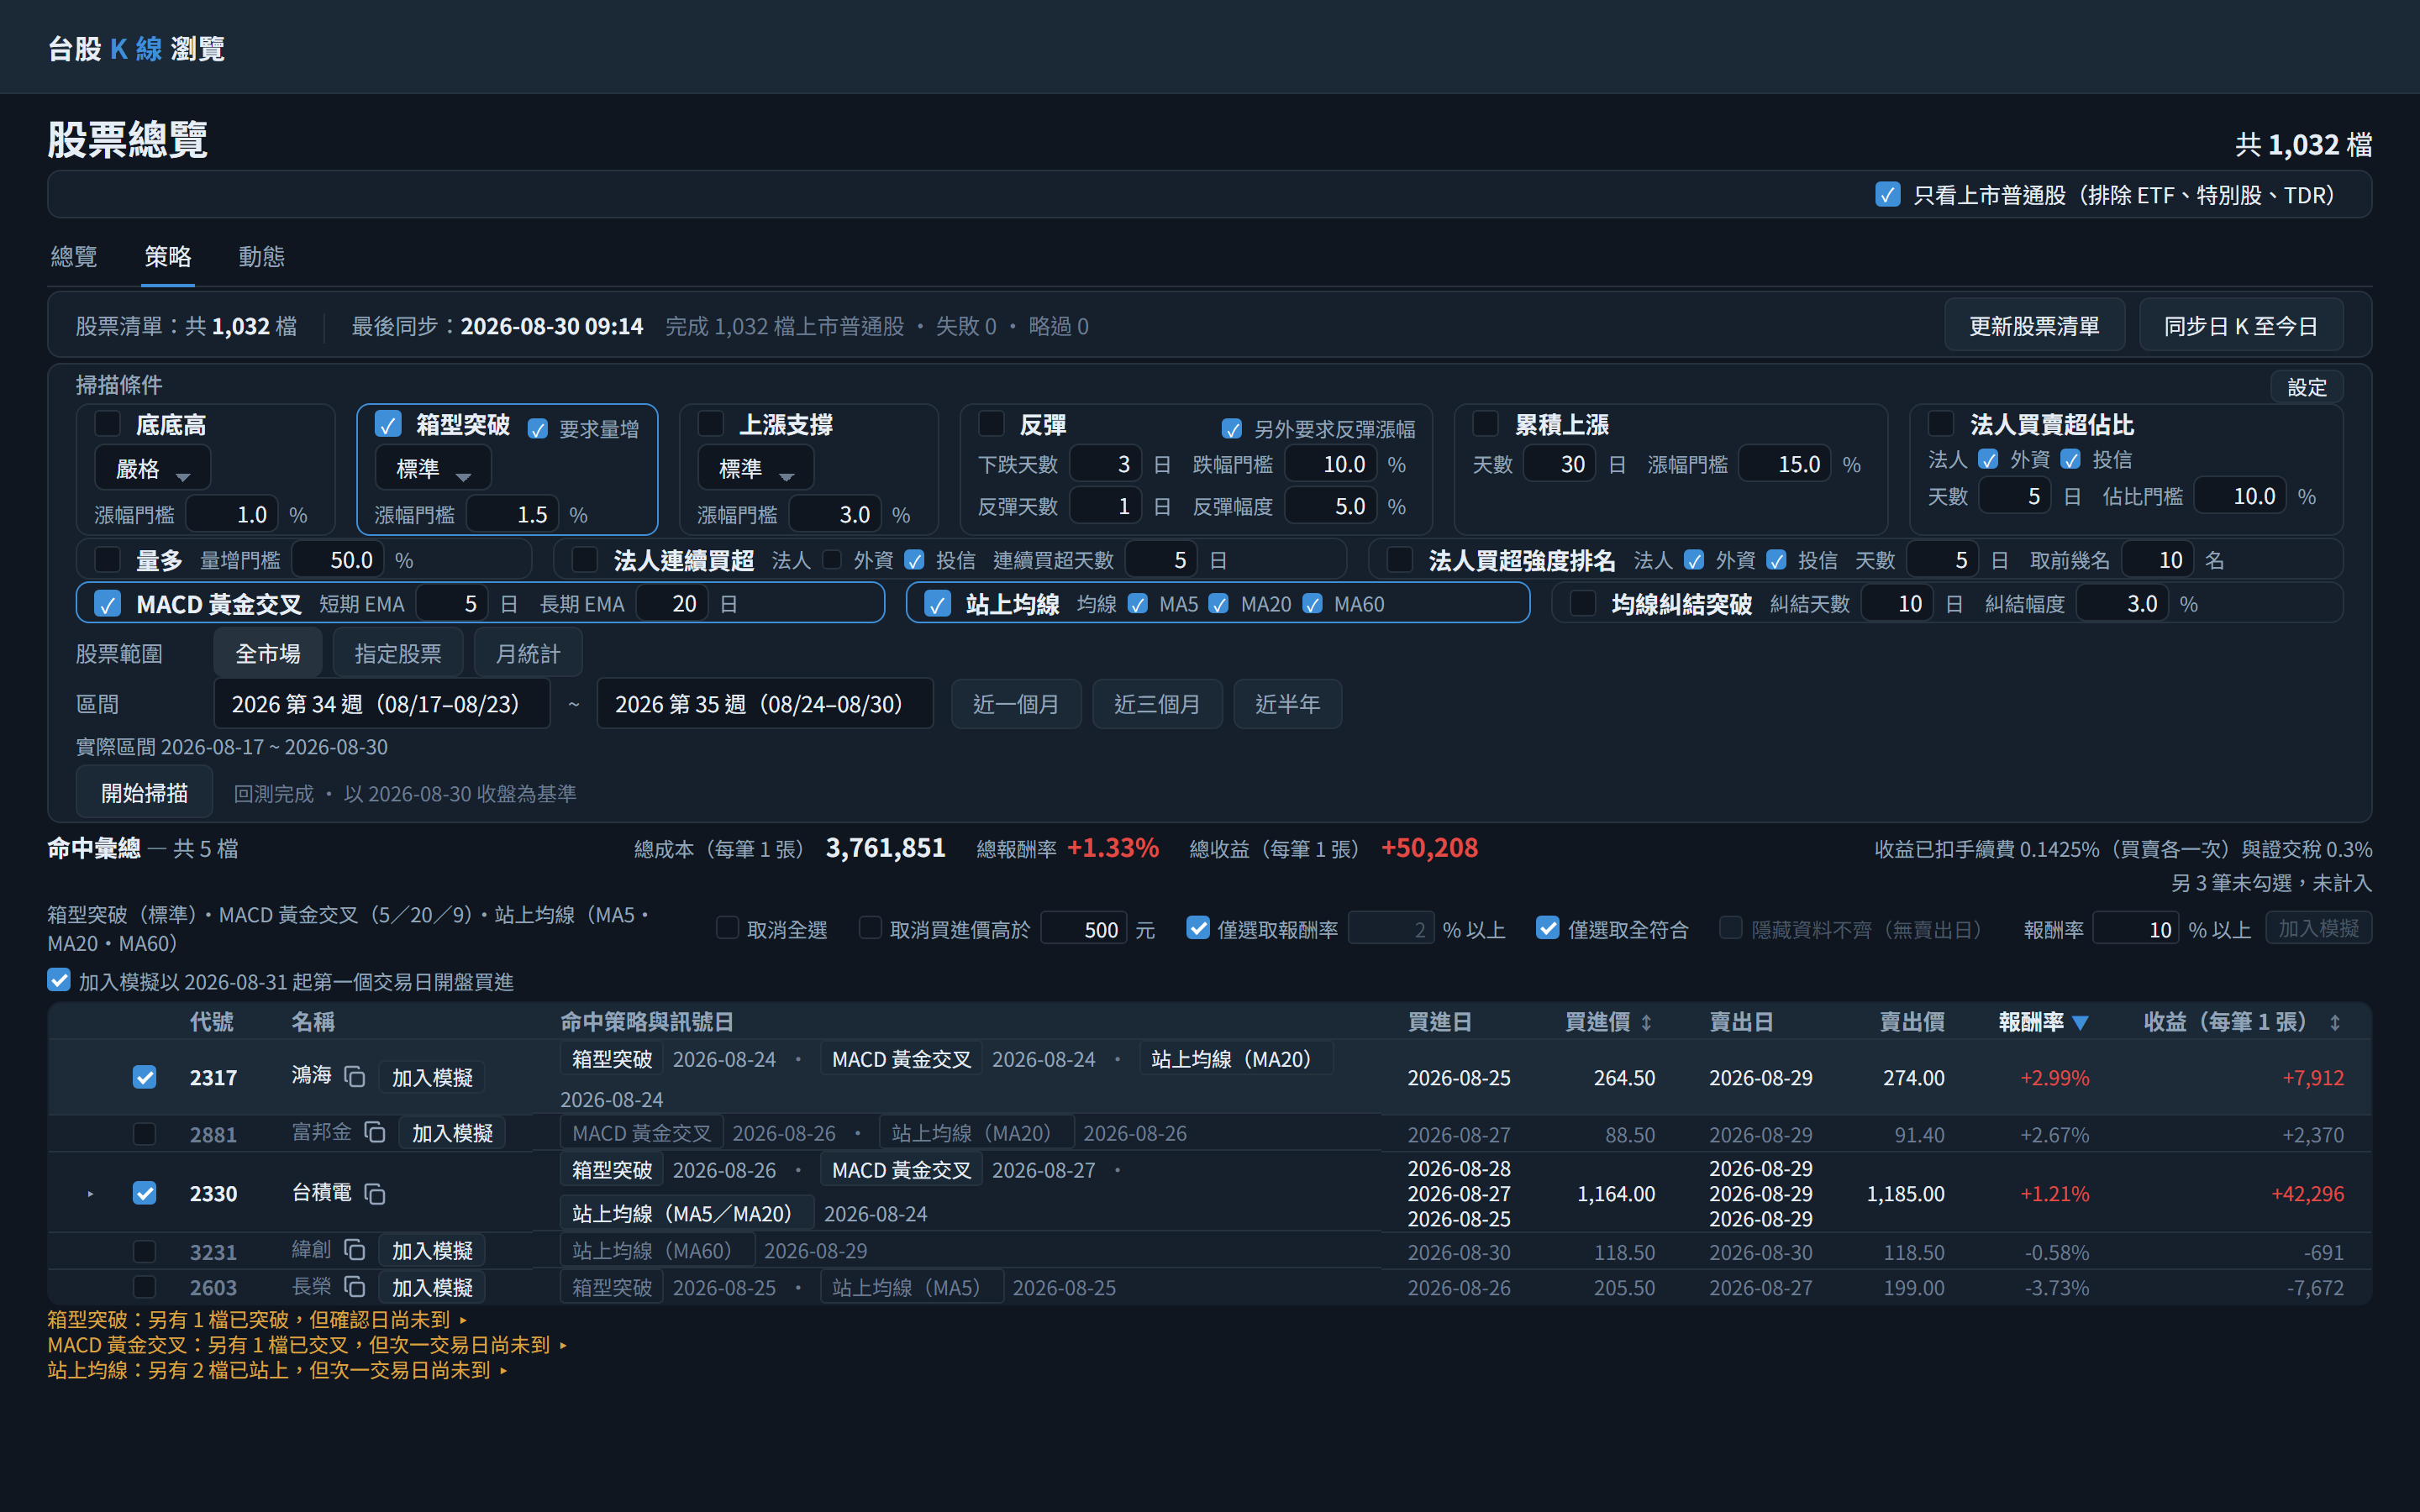 台股 K 線 瀏覽
股票總覽
共 1,032 檔
只看上市普通股（排除 ETF、特別股、TDR）
總覽 策略 動態
股票清單：共 1,032 檔 最後同步：2026-08-30 09:14 完成 1,032 檔上市普通股 · 失敗 0 · 略過 0 更新股票清單 同步日 K 至今日
掃描條件 設定
底底高 箱型突破 要求量增 上漲支撐 反彈 另外要求反彈漲幅 累積上漲 法人買賣超佔比
嚴格 標準 標準 下跌天數 3 日 跌幅門檻 10.0 % 天數 30 日 漲幅門檻 15.0 % 法人 外資 投信
漲幅門檻 1.0 % 漲幅門檻 1.5 % 漲幅門檻 3.0 % 反彈天數 1 日 反彈幅度 5.0 % 天數 5 日 佔比門檻 10.0 %
量多 量增門檻 50.0 % 法人連續買超 法人 外資 投信 連續買超天數 5 日 法人買超強度排名 法人 外資 投信 天數 5 日 取前幾名 10 名
MACD 黃金交叉 短期 EMA 5 日 長期 EMA 20 日 站上均線 均線 MA5 MA20 MA60 均線糾結突破 糾結天數 10 日 糾結幅度 3.0 %
股票範圍 全市場 指定股票 月統計
區間 2026 第 34 週（08/17–08/23） ~ 2026 第 35 週（08/24–08/30） 近一個月 近三個月 近半年
實際區間 2026-08-17 ~ 2026-08-30
開始掃描 回測完成 · 以 2026-08-30 收盤為基準
命中彙總 — 共 5 檔 總成本（每筆 1 張） 3,761,851 總報酬率 +1.33% 總收益（每筆 1 張） +50,208 收益已扣手續費 0.1425%（買賣各一次）與證交稅 0.3%
另 3 筆未勾選，未計入
箱型突破（標準）·MACD 黃金交叉（5／20／9）·站上均線（MA5·
MA20·MA60）
取消全選 取消買進價高於 500 元 僅選取報酬率 2 % 以上 僅選取全符合 隱藏資料不齊（無賣出日） 報酬率 10 % 以上 加入模擬
加入模擬以 2026-08-31 起第一個交易日開盤買進
代號 名稱 命中策略與訊號日 買進日 買進價 ↕ 賣出日 賣出價 報酬率 ▼ 收益（每筆 1 張） ↕
2317 鴻海 加入模擬 箱型突破 2026-08-24 · MACD 黃金交叉 2026-08-24 · 站上均線（MA20） 2026-08-24 2026-08-25 264.50 2026-08-29 274.00 +2.99% +7,912
2881 富邦金 加入模擬 MACD 黃金交叉 2026-08-26 · 站上均線（MA20） 2026-08-26 2026-08-27 88.50 2026-08-29 91.40 +2.67% +2,370
▸ 2330 台積電 箱型突破 2026-08-26 · MACD 黃金交叉 2026-08-27 · 2026-08-28 2026-08-29
2026-08-27 1,164.00 2026-08-29 1,185.00 +1.21% +42,296
站上均線（MA5／MA20） 2026-08-24 2026-08-25 2026-08-29
3231 緯創 加入模擬 站上均線（MA60） 2026-08-29 2026-08-30 118.50 2026-08-30 118.50 -0.58% -691
2603 長榮 加入模擬 箱型突破 2026-08-25 · 站上均線（MA5） 2026-08-25 2026-08-26 205.50 2026-08-27 199.00 -3.73% -7,672
箱型突破：另有 1 檔已突破，但確認日尚未到 ▸
MACD 黃金交叉：另有 1 檔已交叉，但次一交易日尚未到 ▸
站上均線：另有 2 檔已站上，但次一交易日尚未到 ▸